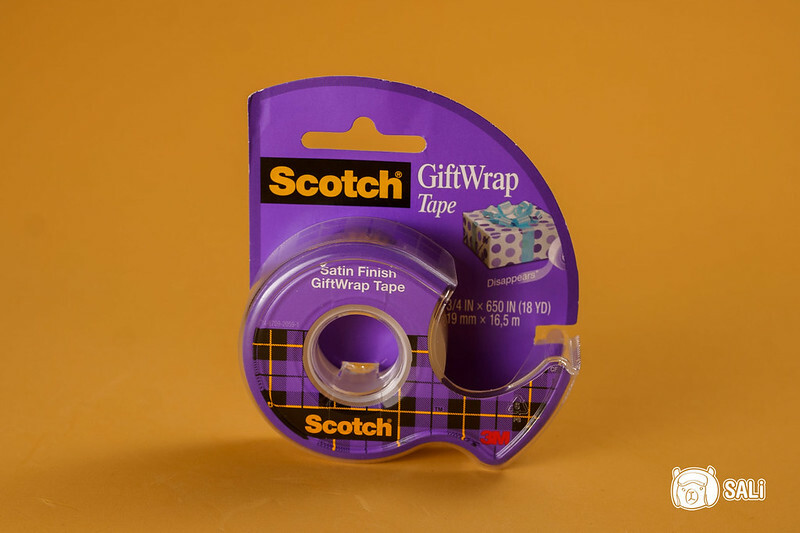 Scotch®
GiftWrap
Tape
Disappears*
Satin Finish
GiftWrap Tape
3/4 IN × 650 IN (18 YD)
19 mm × 16,5 m
Scotch
™
3M
SALi